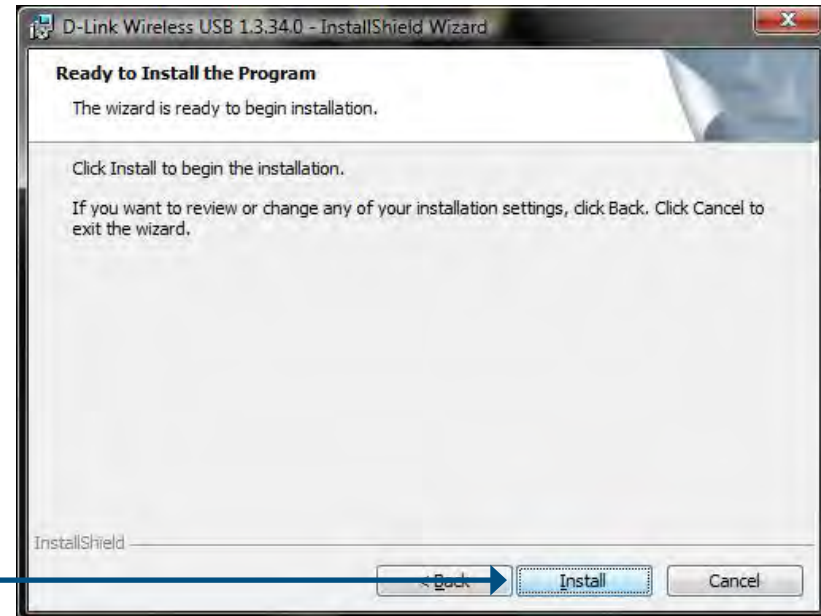 D-Link Wireless USB 1.3.34.0 - InstallShield Wizard
Ready to Install the Program
The wizard is ready to begin installation.
Click Install to begin the installation.
If you want to review or change any of your installation settings, click Back. Click Cancel to
exit the wizard.
InstallShield
< Back Install Cancel